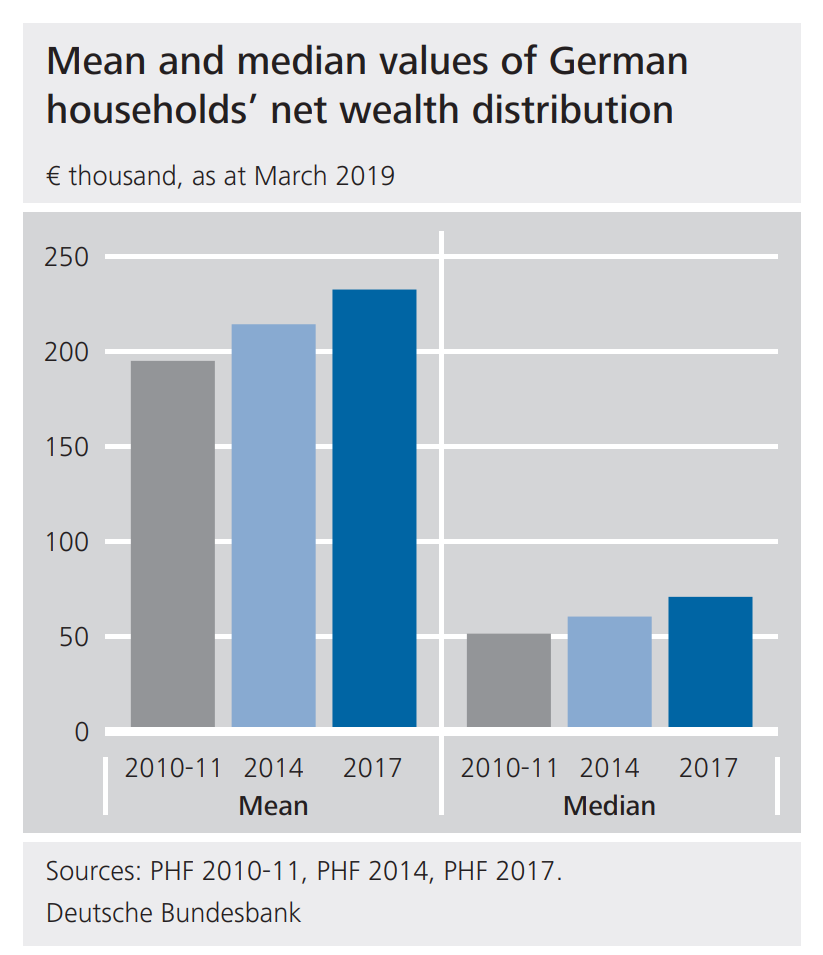 Mean and median values of German
households’ net wealth distribution
€ thousand, as at March 2019
250
200
150
100
50
0
2010-11 2014 2017 2010-11 2014 2017
Mean Median
Sources: PHF 2010-11, PHF 2014, PHF 2017.
Deutsche Bundesbank